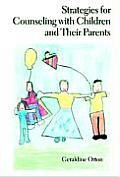 Strategies for
Counseling with Children
and Their Parents
Geraldine Orton